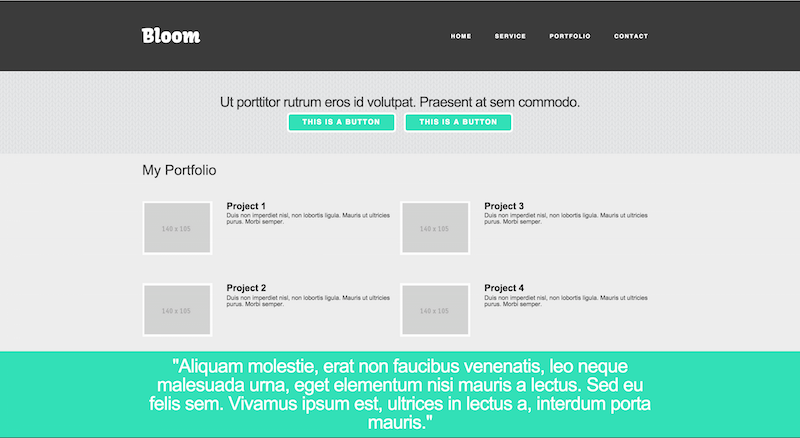 Bloom
HOME SERVICE PORTFOLIO CONTACT
Ut porttitor rutrum eros id volutpat. Praesent at sem commodo.
THIS IS A BUTTON THIS IS A BUTTON
My Portfolio
140 x 105
Project 1
Duis non imperdiet nisl, non lobortis ligula. Mauris ut ultricies
purus. Morbi semper.
140 x 105
Project 3
Duis non imperdiet nisl, non lobortis ligula. Mauris ut ultricies
purus. Morbi semper.
140 x 105
Project 2
Duis non imperdiet nisl, non lobortis ligula. Mauris ut ultricies
purus. Morbi semper.
140 x 105
Project 4
Duis non imperdiet nisl, non lobortis ligula. Mauris ut ultricies
purus. Morbi semper.
"Aliquam molestie, erat non faucibus venenatis, leo neque
malesuada urna, eget elementum nisi mauris a lectus. Sed eu
felis sem. Vivamus ipsum est, ultrices in lectus a, interdum porta
mauris."